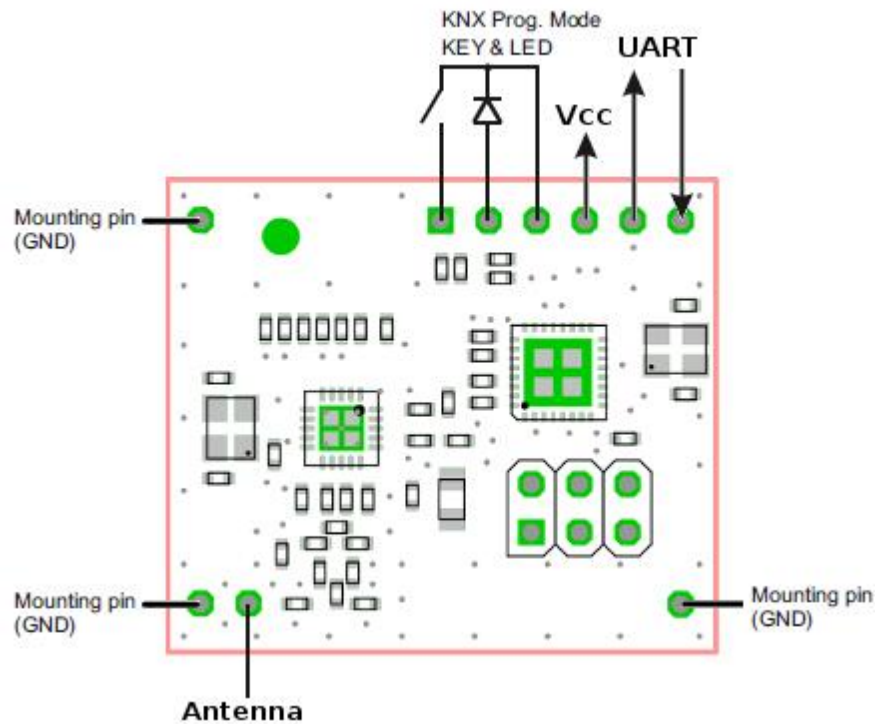 KNX Prog. Mode
KEY & LED
UART
Vcc
Mounting pin
(GND)
Mounting pin
(GND)
Mounting pin
(GND)
Antenna